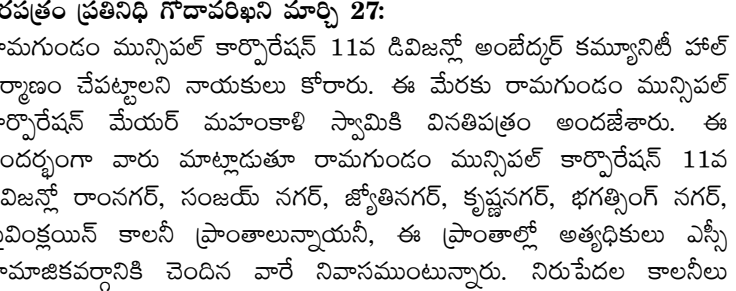 రపత్రం ప్రతినిధి గోదావరిఖని మార్చి 27:
ామగుండం మున్సిపల్ కార్పొరేషన్ 11వ డివిజన్లో అంబేద్కర్ కమ్యూనిటీ హాల్
ర్మాణం చేపట్టాలని నాయకులు కోరారు. ఈ మేరకు రామగుండం మున్సిపల్
ార్పొరేషన్ మేయర్ మహంకాళి స్వామికి వినతిపత్రం అందజేశారు. ఈ
ందర్భంగా వారు మాట్లాడుతూ రామగుండం మున్సిపల్ కార్పొరేషన్ 11వ
విజన్లో రాంనగర్, సంజయ్ నగర్, జ్యోతినగర్, కృష్ణనగర్, భగత్సింగ్ నగర్,
వింక్లయిన్ కాలనీ ప్రాంతాలున్నాయనీ, ఈ ప్రాంతాల్లో అత్యధికులు ఎస్సీ
ామాజికవర్గానికి చెందిన వారే నివాసముంటున్నారు. నిరుపేదల కాలనీలు